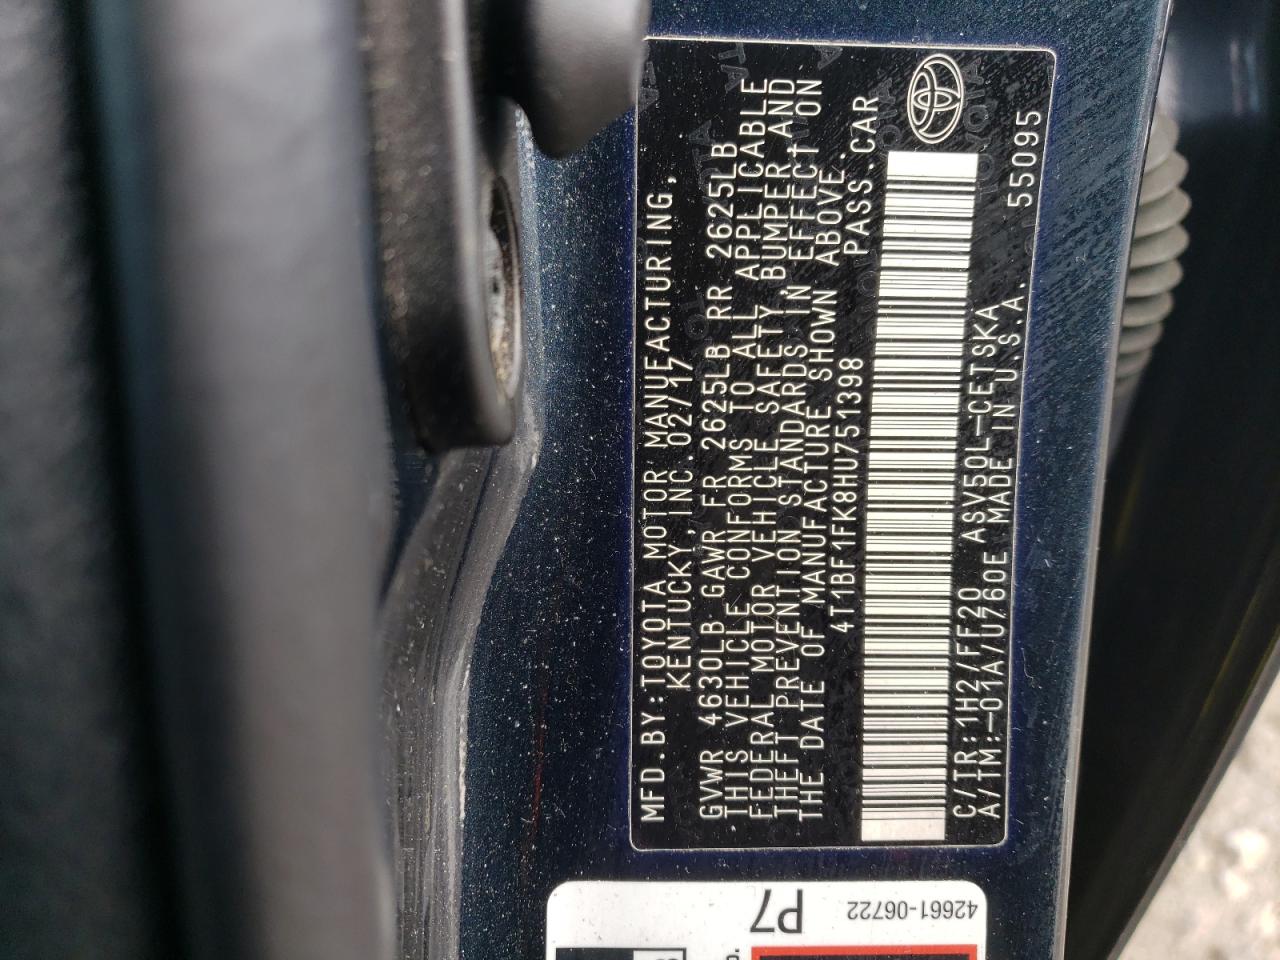 MFD.BY:TOYOTA MOTOR MANUFACTURING,
KENTUCKY,INC.02/17
GVWR 4630LB GAWR FR 2625LB RR 2625LB
THIS VEHICLE CONFORMS TO ALL APPLICABLE
FEDERAL MOTOR VEHICLE SAFETY,BUMPER,AND
THEFT PREVENTION STANDARDS IN EFFECT ON
THE DATE OF MANUFACTURE SHOWN ABOVE.
4T1BF1FK8HU751398 PASS.CAR
C/TR:1H2/FF20 ASV50L-CETSKA
A/TM:-01A/U760E MADE IN U.S.A. 55095
P7
42661-06722